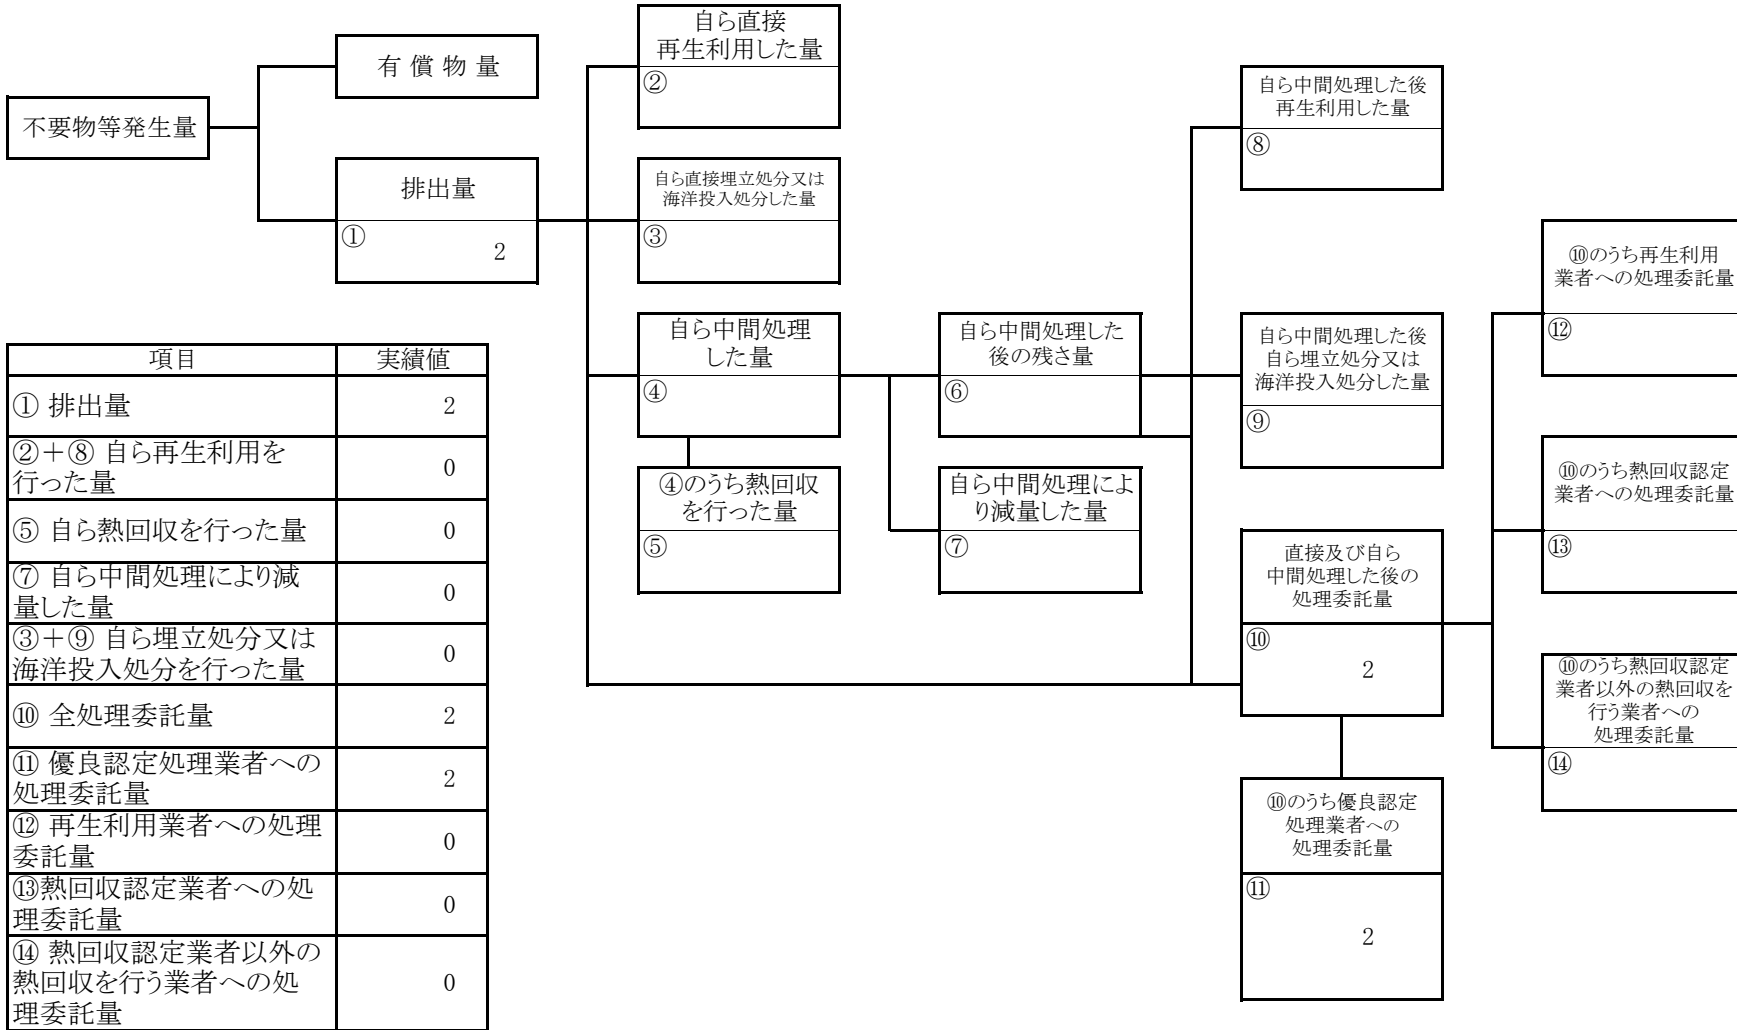 不要物等発生量
有 償 物 量
排出量
①
2
自ら直接
再生利用した量
②
自ら直接埋立処分又は
海洋投入処分した量
③
自ら中間処理
した量
④
④のうち熱回収
を行った量
⑤
自ら中間処理した
後の残さ量
⑥
自ら中間処理によ
り減量した量
⑦
自ら中間処理した後
再生利用した量
⑧
自ら中間処理した後
自ら埋立処分又は
海洋投入処分した量
⑨
直接及び自ら
中間処理した後の
処理委託量
⑩
2
⑩のうち優良認定
処理業者への
処理委託量
⑪
2
⑩のうち再生利用
業者への処理委託量
⑫
⑩のうち熱回収認定
業者への処理委託量
⑬
⑩のうち熱回収認定
業者以外の熱回収を
行う業者への
処理委託量
⑭
項目 実績値
① 排出量 2
②＋⑧ 自ら再生利用を
行った量 0
⑤ 自ら熱回収を行った量 0
⑦ 自ら中間処理により減
量した量 0
③＋⑨ 自ら埋立処分又は
海洋投入処分を行った量 0
⑩ 全処理委託量 2
⑪ 優良認定処理業者への
処理委託量 2
⑫ 再生利用業者への処理
委託量 0
⑬熱回収認定業者への処
理委託量 0
⑭ 熱回収認定業者以外の
熱回収を行う業者への処
理委託量 0